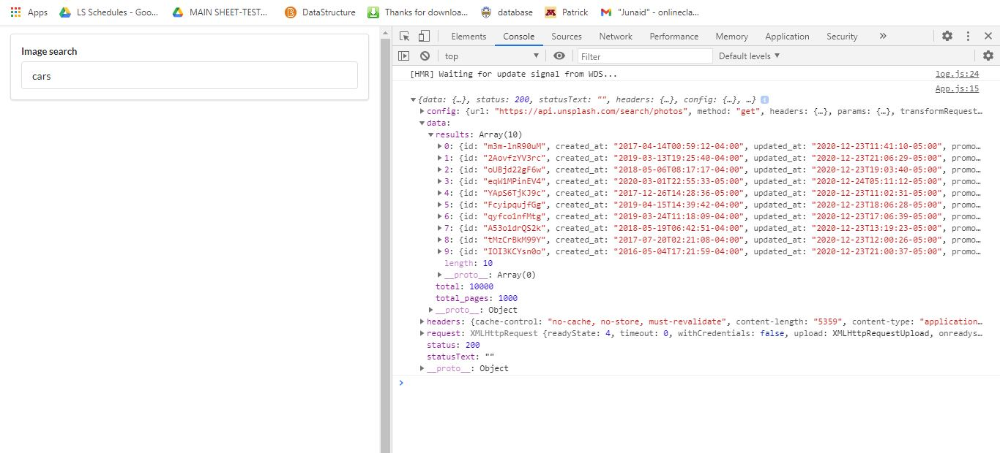 Apps LS Schedules - Goo... MAIN SHEET-TEST... DataStructure Thanks for downloa... database Patrick "Junaid" - onlinecla...
Image search
cars
Elements Console Sources Network Performance Memory Application Security
top Filter Default levels
[HMR] Waiting for update signal from WDS... log.js:24
App.js:15
{data: {…}, status: 200, statusText: "", headers: {…}, config: {…}, …}
config: {url: "https://api.unsplash.com/search/photos", method: "get", headers: {…}, params: {…}, transformRequest…
data:
results: Array(10)
0: {id: "m3m-lnR90uM", created_at: "2017-04-14T00:59:12-04:00", updated_at: "2020-12-23T11:41:10-05:00", promo…
1: {id: "2AovfzYV3rc", created_at: "2019-03-13T19:25:40-04:00", updated_at: "2020-12-23T21:06:29-05:00", promo…
2: {id: "oUBjd22gF6w", created_at: "2018-05-06T08:17:17-04:00", updated_at: "2020-12-23T19:03:40-05:00", promo…
3: {id: "eqW1MPinEV4", created_at: "2020-03-01T22:55:33-05:00", updated_at: "2020-12-24T05:11:12-05:00", promo…
4: {id: "YApS6TjKJ9c", created_at: "2017-12-26T14:28:36-05:00", updated_at: "2020-12-23T11:02:31-05:00", promo…
5: {id: "FcyipqujfGg", created_at: "2019-04-15T14:39:42-04:00", updated_at: "2020-12-23T18:06:28-05:00", promo…
6: {id: "qyfco1nfMtg", created_at: "2019-03-24T11:18:09-04:00", updated_at: "2020-12-23T17:06:39-05:00", promo…
7: {id: "A53o1drQS2k", created_at: "2018-05-19T06:42:51-04:00", updated_at: "2020-12-23T13:19:23-05:00", promo…
8: {id: "tMzCrBkM99Y", created_at: "2017-07-20T02:21:08-04:00", updated_at: "2020-12-23T12:00:26-05:00", promo…
9: {id: "IOI3KCYsn0o", created_at: "2016-05-04T17:21:59-04:00", updated_at: "2020-12-23T21:00:37-05:00", promo…
length: 10
__proto__: Array(0)
total: 10000
total_pages: 1000
__proto__: Object
headers: {cache-control: "no-cache, no-store, must-revalidate", content-length: "5359", content-type: "application…
request: XMLHttpRequest {readyState: 4, timeout: 0, withCredentials: false, upload: XMLHttpRequestUpload, onreadys…
status: 200
statusText: ""
__proto__: Object